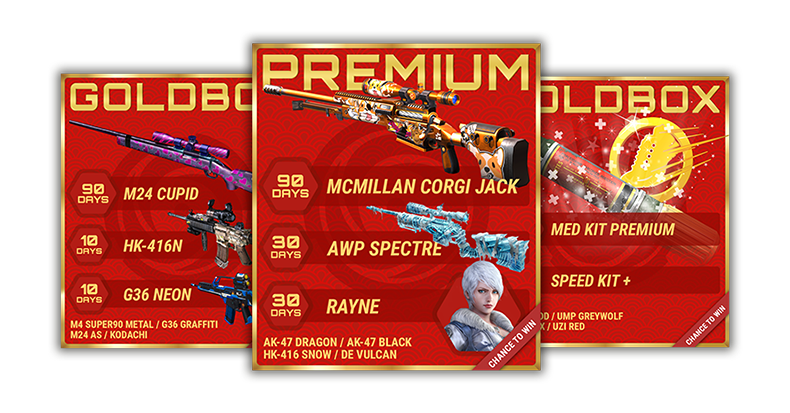 GOLDBO
90 DAYS
M24 CUPID
10 DAYS
HK-416N
10 DAYS
G36 NEON
M4 SUPER90 METAL / G36 GRAFFITI
M24 AS / KODACHI
PREMIUM
90 DAYS
MCMILLAN CORGI JACK
30 DAYS
AWP SPECTRE
30 DAYS
RAYNE
AK-47 DRAGON / AK-47 BLACK
HK-416 SNOW / DE VULCAN
CHANCE TO WIN
OLDBOX
MED KIT PREMIUM
SPEED KIT +
/ UMP GREYWOLF
/ UZI RED
CHANCE TO WIN